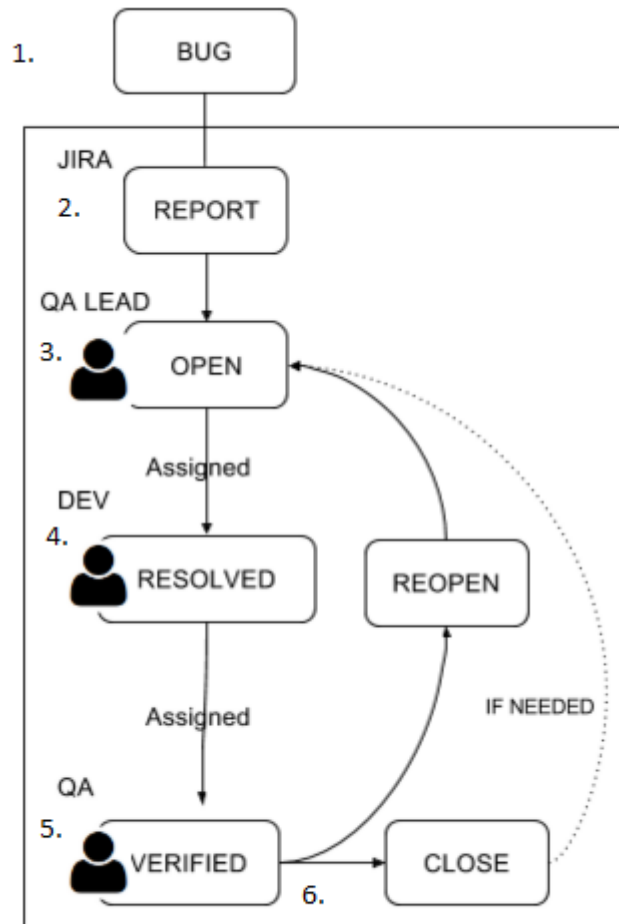 1.
BUG
JIRA
2.
REPORT
QA LEAD
3.
OPEN
Assigned
DEV
4.
RESOLVED
REOPEN
Assigned
IF NEEDED
QA
5.
VERIFIED
6.
CLOSE